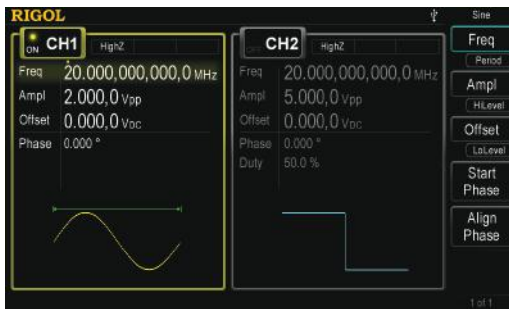 RIGOL
Sine
ON CH1 HighZ
Freq 20.000,000,000,0 MHz
Ampl 2.000,0 Vpp
Offset 0.000,0 VDC
Phase 0.000 °
OFF CH2 HighZ
Freq 20.000,000,000,0 MHz
Ampl 5.000,0 Vpp
Offset 0.000,0 VDC
Phase 0.000 °
Duty 50.0 %
Freq
Period
Ampl
HiLevel
Offset
LoLevel
Start
Phase
Align
Phase
1 of 1